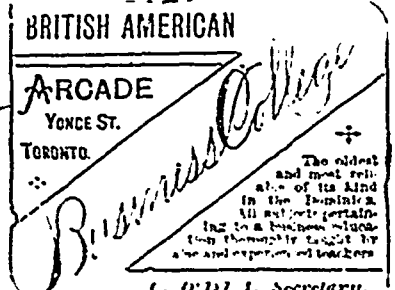 BRITISH AMERICAN
ARCADE
YONGE ST.
TORONTO.
Business College
The oldest
and most reli-
able of its kind
in the Dominion.
All subjects pertain-
ing to a business educa-
tion thoroughly taught by
able and experienced teachers
Secretary.